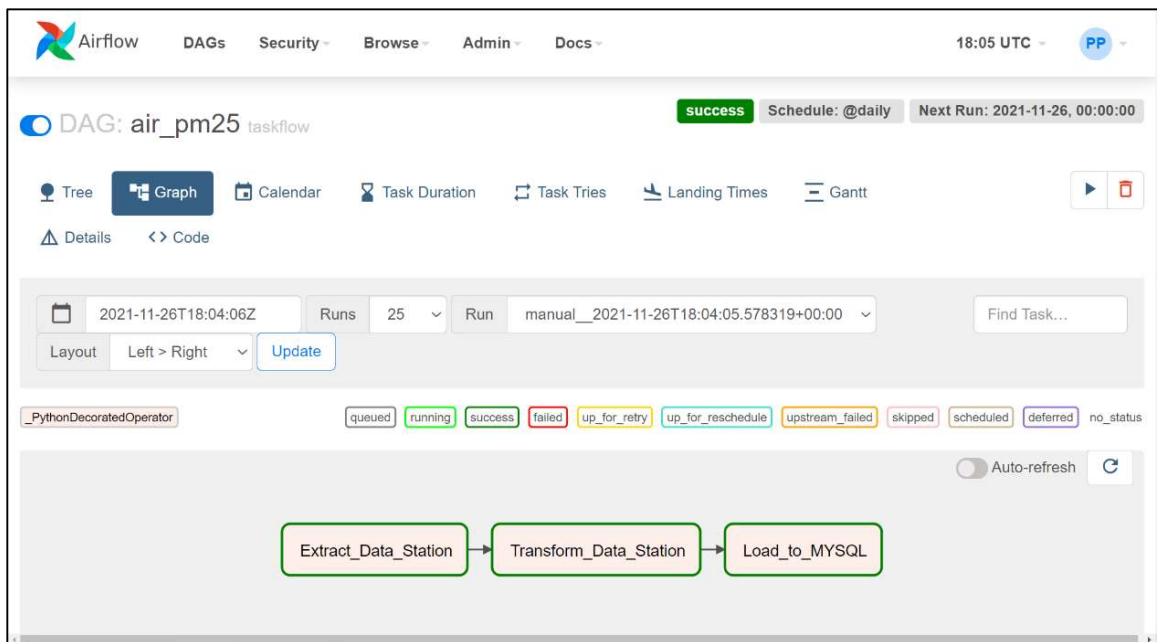 Airflow DAGs Security Browse Admin Docs 18:05 UTC PP
DAG: air_pm25 taskflow success Schedule: @daily Next Run: 2021-11-26, 00:00:00
Tree Graph Calendar Task Duration Task Tries Landing Times Gantt
Details <> Code
2021-11-26T18:04:06Z Runs 25 Run manual__2021-11-26T18:04:05.578319+00:00 Find Task...
Layout Left > Right Update
_PythonDecoratedOperator queued running success failed up_for_retry up_for_reschedule upstream_failed skipped scheduled deferred no_status
Auto-refresh
Extract_Data_Station Transform_Data_Station Load_to_MYSQL